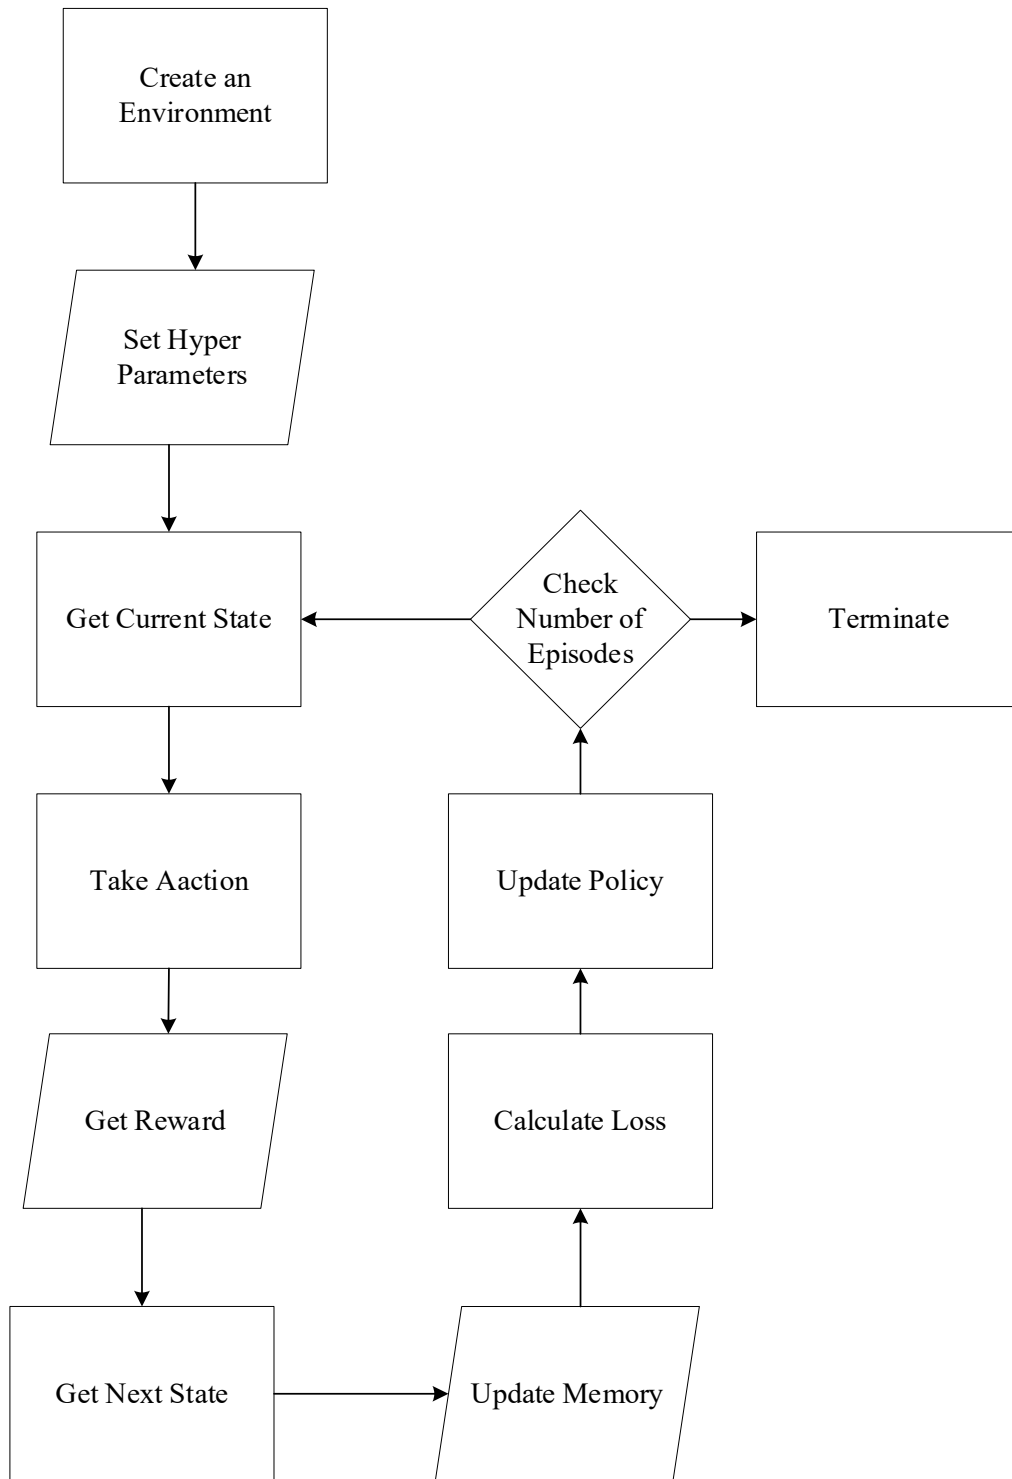 Create an
Environment
Set Hyper
Parameters
Get Current State
Check
Number of
Episodes
Terminate
Take Aaction
Update Policy
Get Reward
Calculate Loss
Get Next State
Update Memory